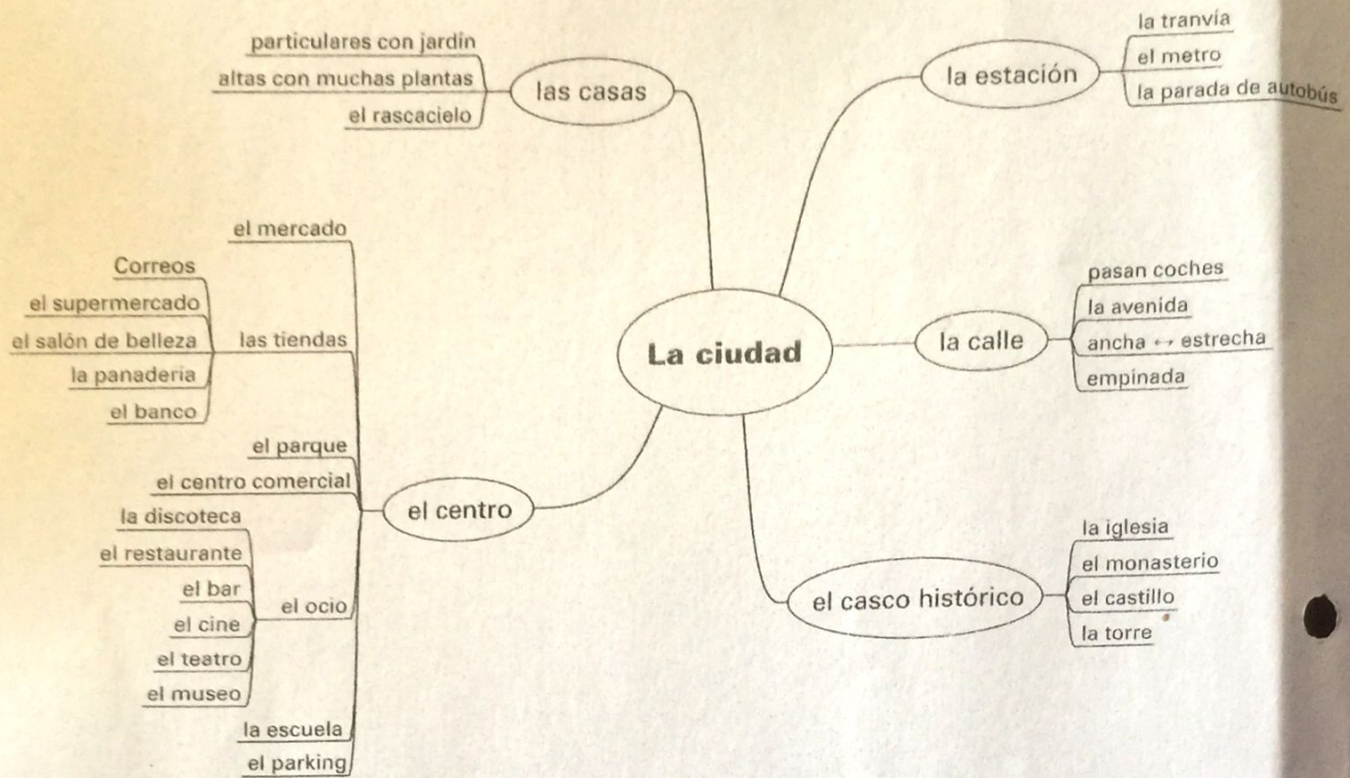 La ciudad
las casas
particulares con jardín
altas con muchas plantas
el rascacielo
la estación
la tranvía
el metro
la parada de autobús
la calle
pasan coches
la avenida
ancha ↔ estrecha
empinada
el casco histórico
la iglesia
el monasterio
el castillo
la torre
el centro
el mercado
las tiendas
Correos
el supermercado
el salón de belleza
la panadería
el banco
el parque
el centro comercial
el ocio
la discoteca
el restaurante
el bar
el cine
el teatro
el museo
la escuela
el parking